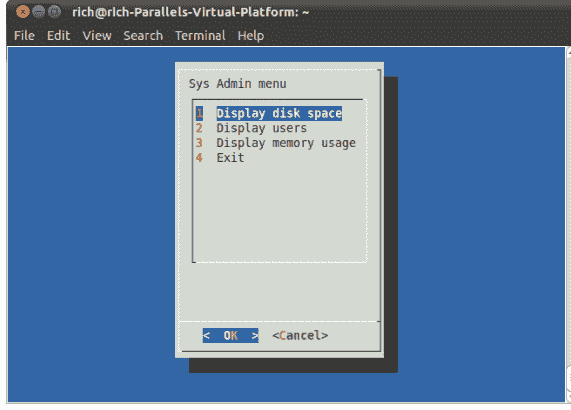 rich@rich-Parallels-Virtual-Platform: ~
File Edit View Search Terminal Help
Sys Admin menu
1 Display disk space
2 Display users
3 Display memory usage
4 Exit
< OK > <Cancel>